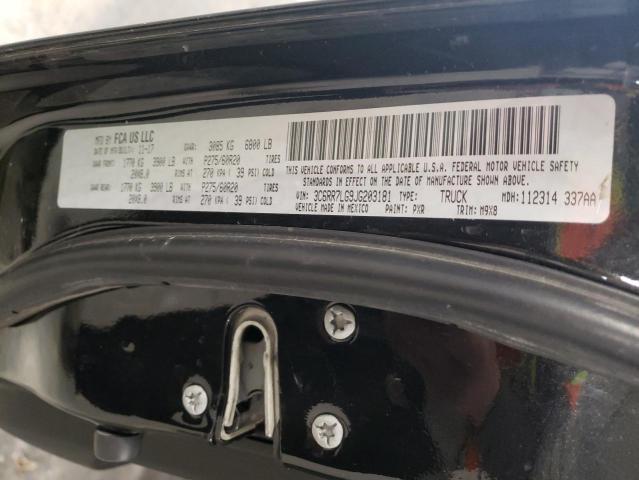 MFD BY FCA US LLC
DATE OF MFR 11-17 GVWR: 3085 KG 6800 LB
GAWR FRONT 1770 KG 3900 LB WITH P275/60R20 TIRES
20X8.0 RIMS AT 270 KPA ( 39 PSI) COLD
GAWR REAR 1770 KG 3900 LB WITH P275/60R20 TIRES
20X8.0 RIMS AT 270 KPA ( 39 PSI) COLD
THIS VEHICLE CONFORMS TO ALL APPLICABLE U.S.A. FEDERAL MOTOR VEHICLE SAFETY
STANDARDS IN EFFECT ON THE DATE OF MANUFACTURE SHOWN ABOVE.
VIN: 3C6RR7LG9JG203181 TYPE: TRUCK MDH: 112314 337AA
VEHICLE MADE IN MEXICO PAINT: PXR TRIM: M9X8